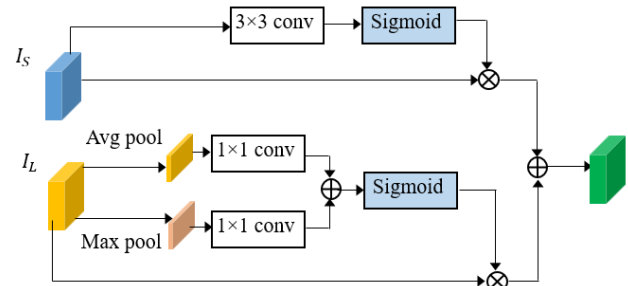 3×3 conv
Sigmoid
I_S
Avg pool
1×1 conv
I_L
Sigmoid
Max pool
1×1 conv